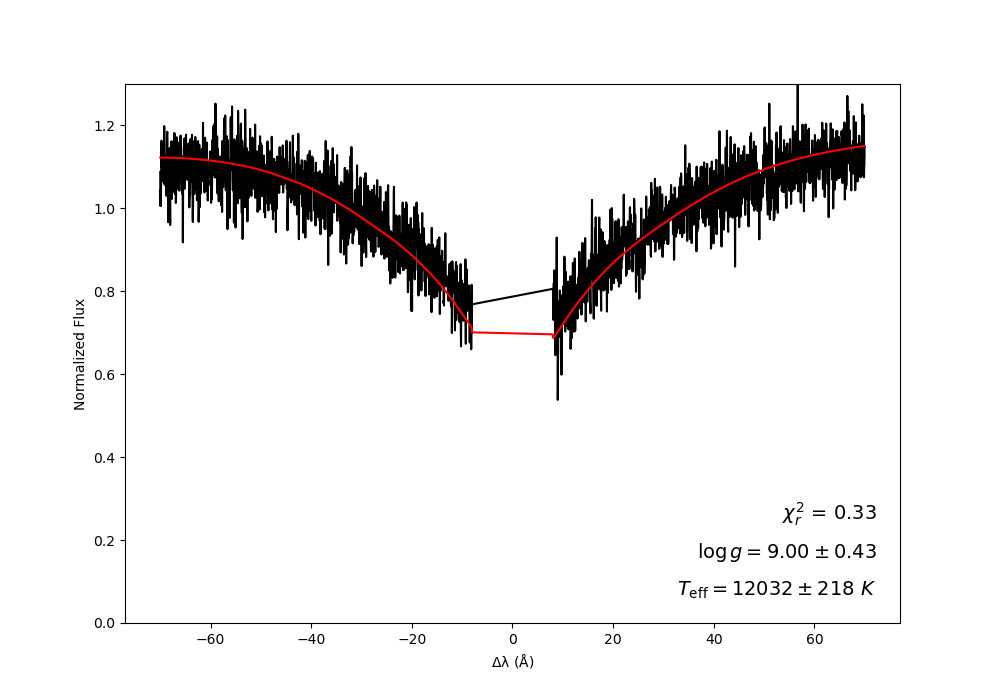 1.2
1.0
0.8
0.6
0.4
0.2
0.0
Normalized Flux
χ²ᵣ = 0.33
log g = 9.00 ± 0.43
T_eff = 12032 ± 218 K
−60 −40 −20 0 20 40 60
Δλ (Å)